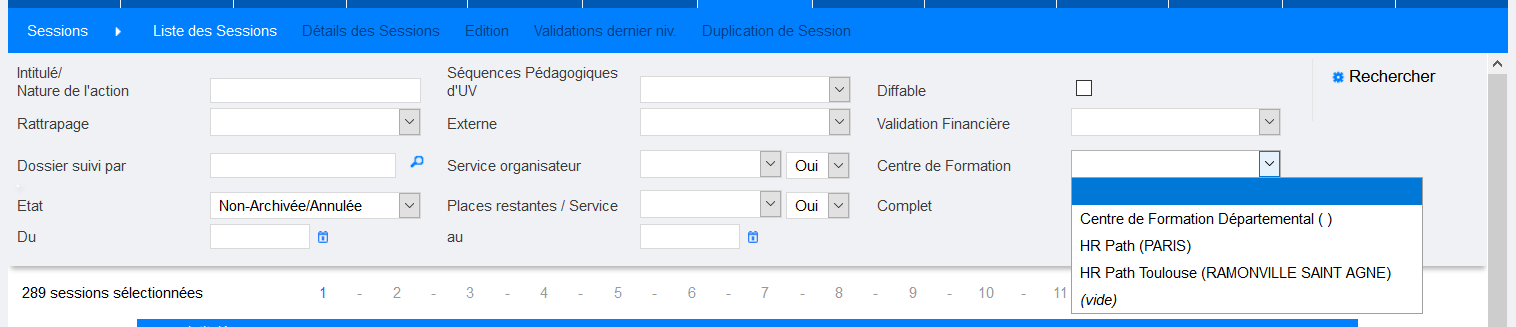 Sessions Liste des Sessions Détails des Sessions Edition Validations dernier niv. Duplication de Session
Intitulé/
Nature de l'action
Séquences Pédagogiques
d'UV
Diffable
Rechercher
Rattrapage
Externe
Validation Financière
Dossier suivi par
Service organisateur Oui
Centre de Formation
Etat Non-Archivée/Annulée
Places restantes / Service Oui
Complet
Centre de Formation Départemental ( )
HR Path (PARIS)
HR Path Toulouse (RAMONVILLE SAINT AGNE)
(vide)
Du
au
289 sessions sélectionnées 1 - 2 - 3 - 4 - 5 - 6 - 7 - 8 - 9 - 10 - 11